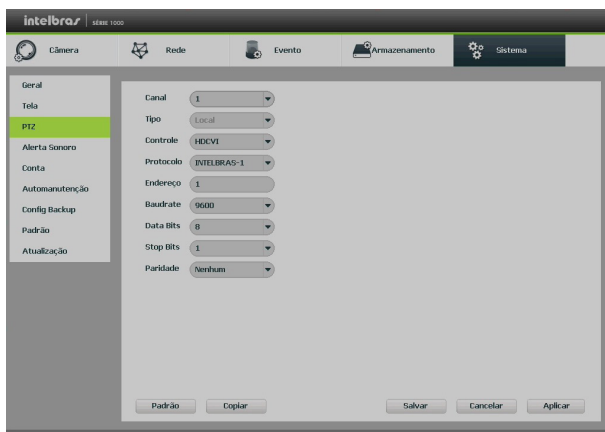 intelbras SÉRIE 1000
Câmera Rede Evento Armazenamento Sistema
Geral
Tela
PTZ
Alerta Sonoro
Conta
Automanutenção
Config Backup
Padrão
Atualização
Canal 1
Tipo Local
Controle HDCVI
Protocolo INTELBRAS-1
Endereço 1
Baudrate 9600
Data Bits 8
Stop Bits 1
Paridade Nenhum
Padrão Copiar Salvar Cancelar Aplicar